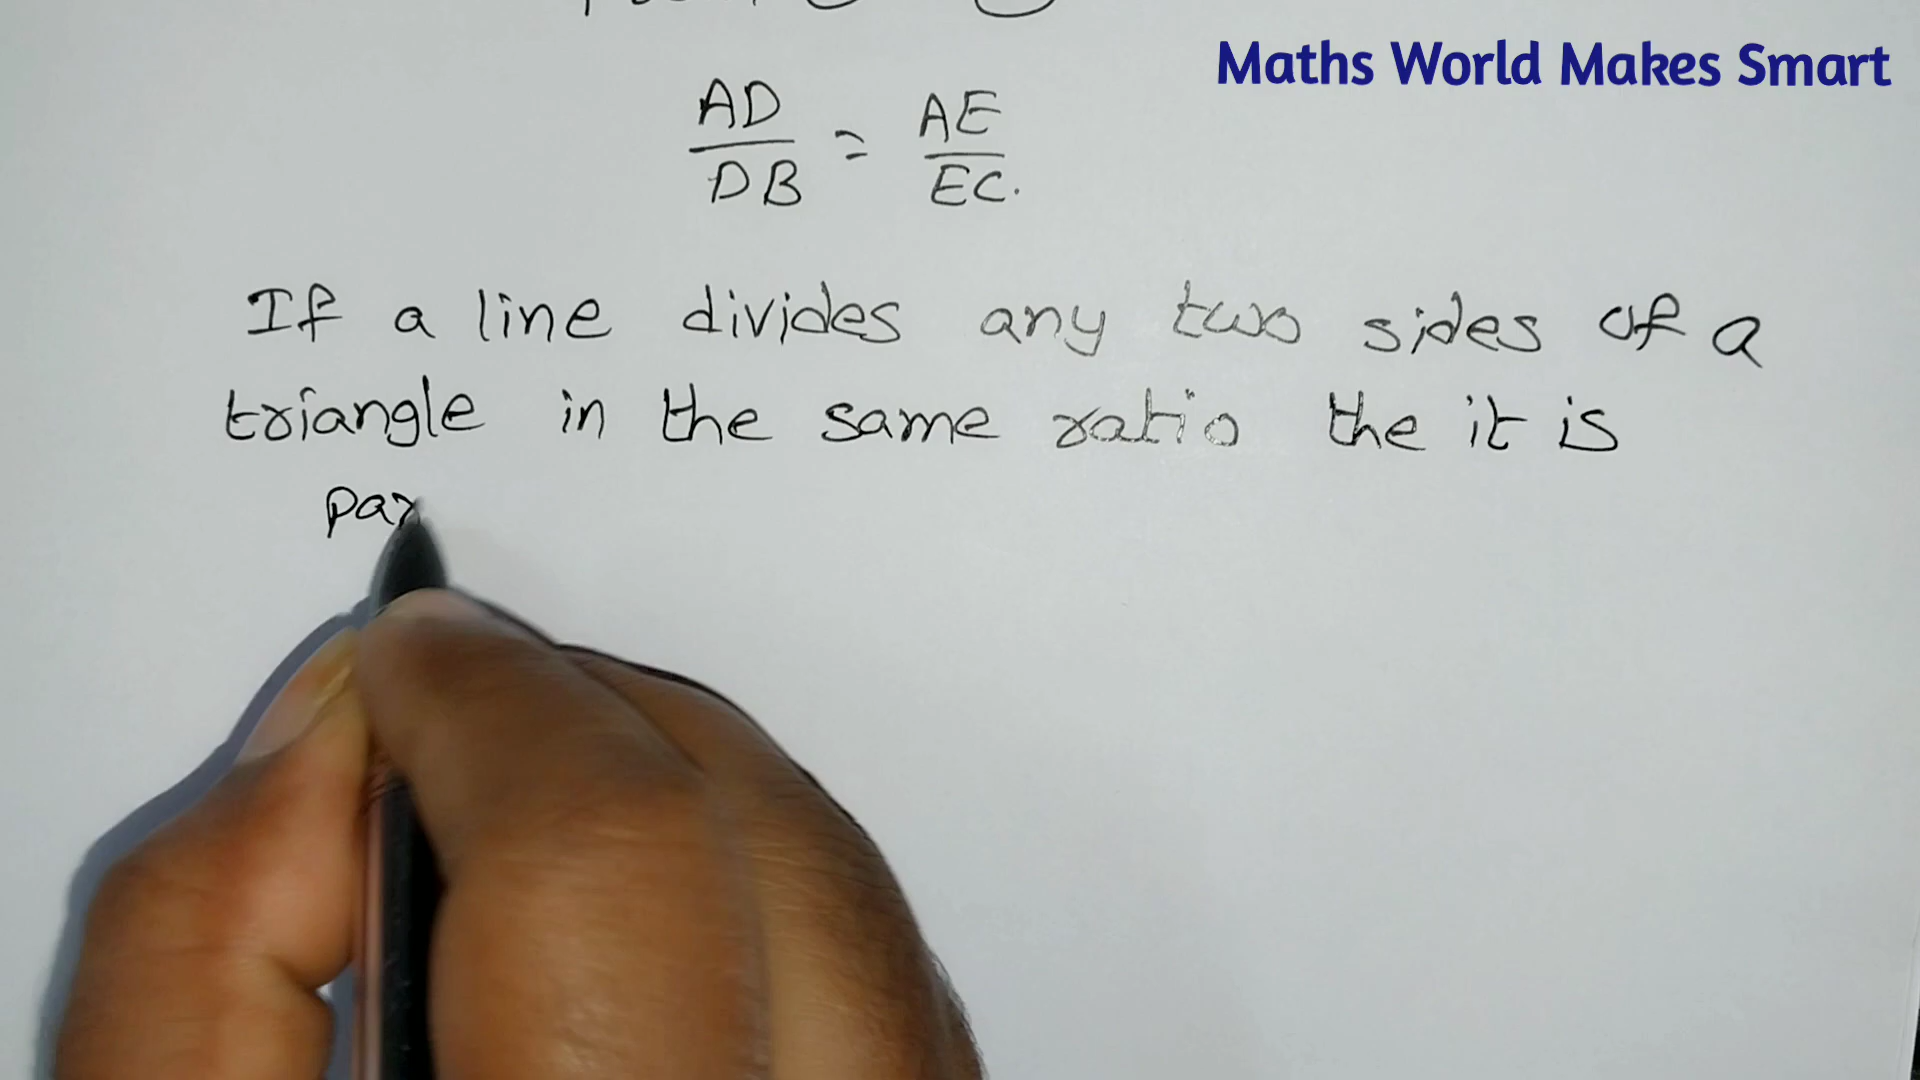 Maths World Makes Smart
AD
DB
=
AE
EC.
If a line divides any two sides of a
triangle in the same ratio the it is
par